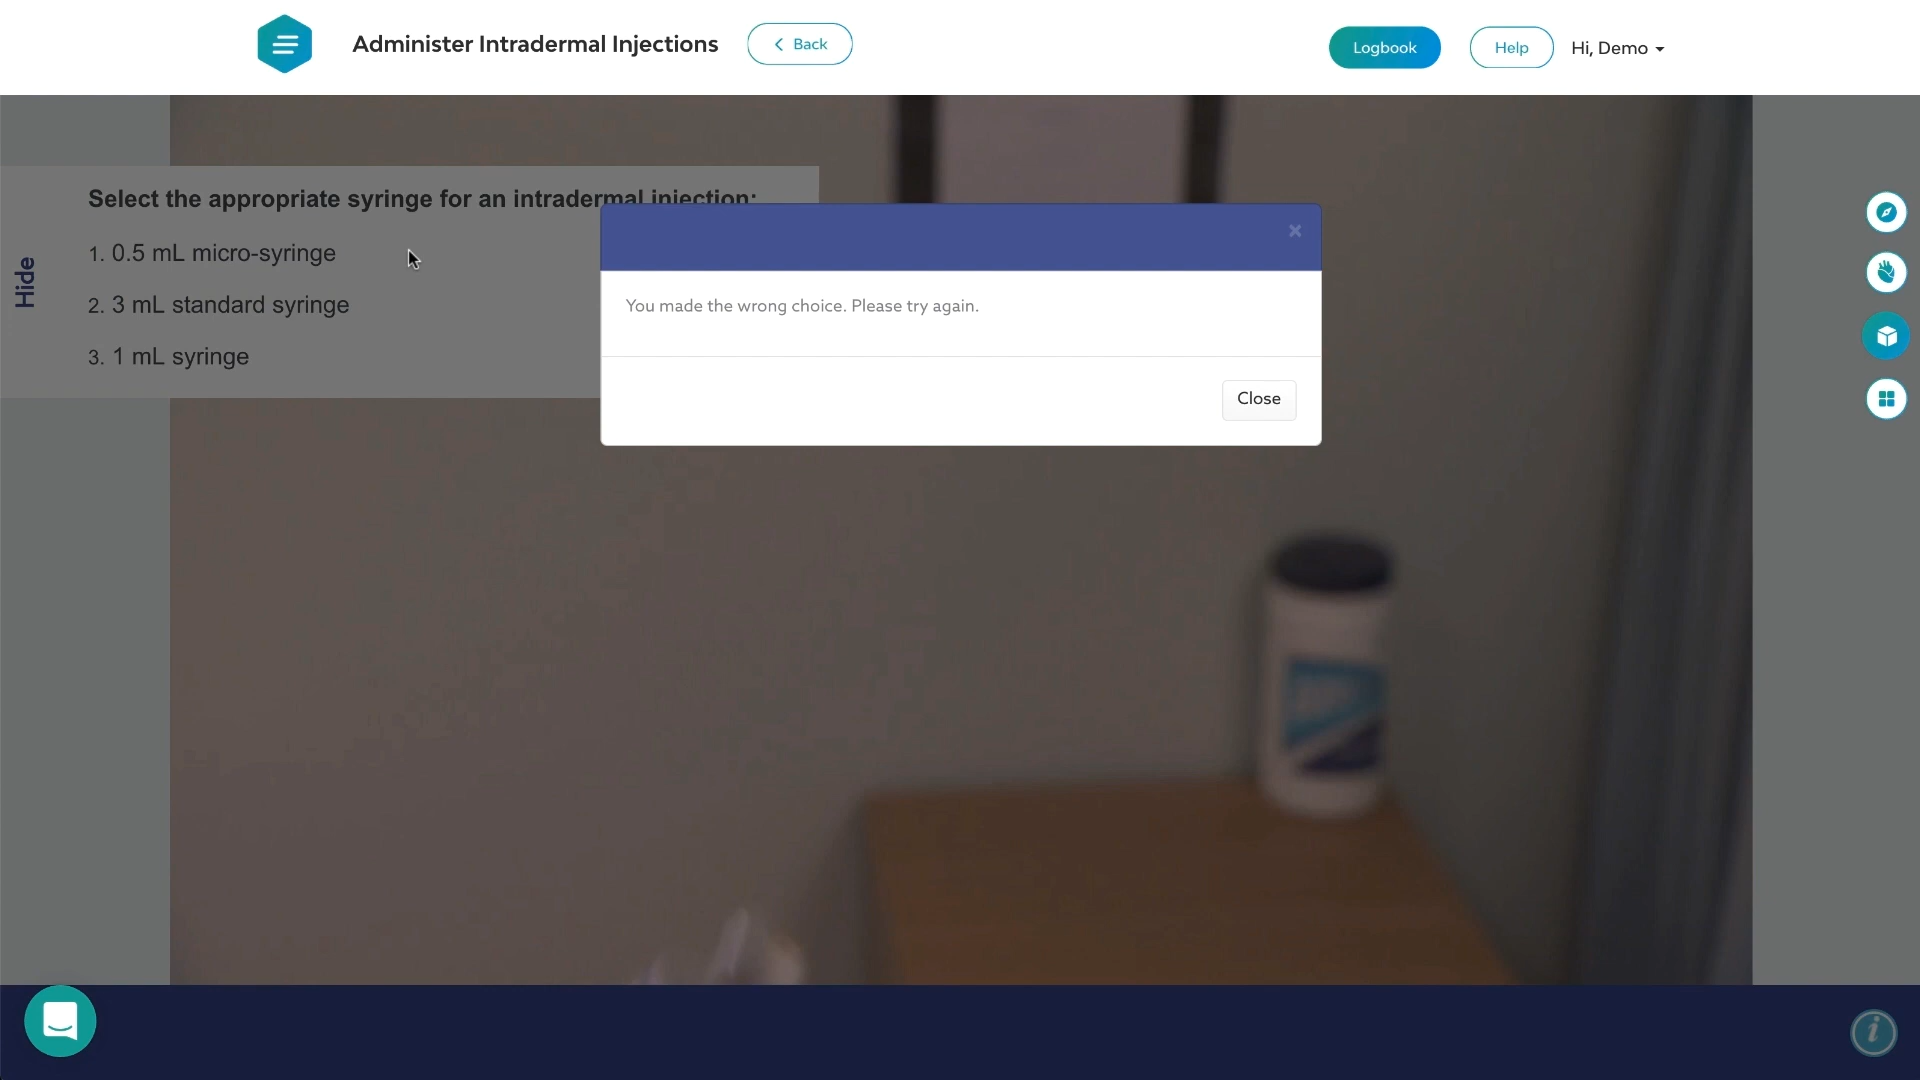 Administer Intradermal Injections
Back
Logbook
Help
Hi, Demo
Select the appropriate syringe for an intradermal injection:
1. 0.5 mL micro-syringe
2. 3 mL standard syringe
3. 1 mL syringe
Hide
×
You made the wrong choice. Please try again.
Close
i